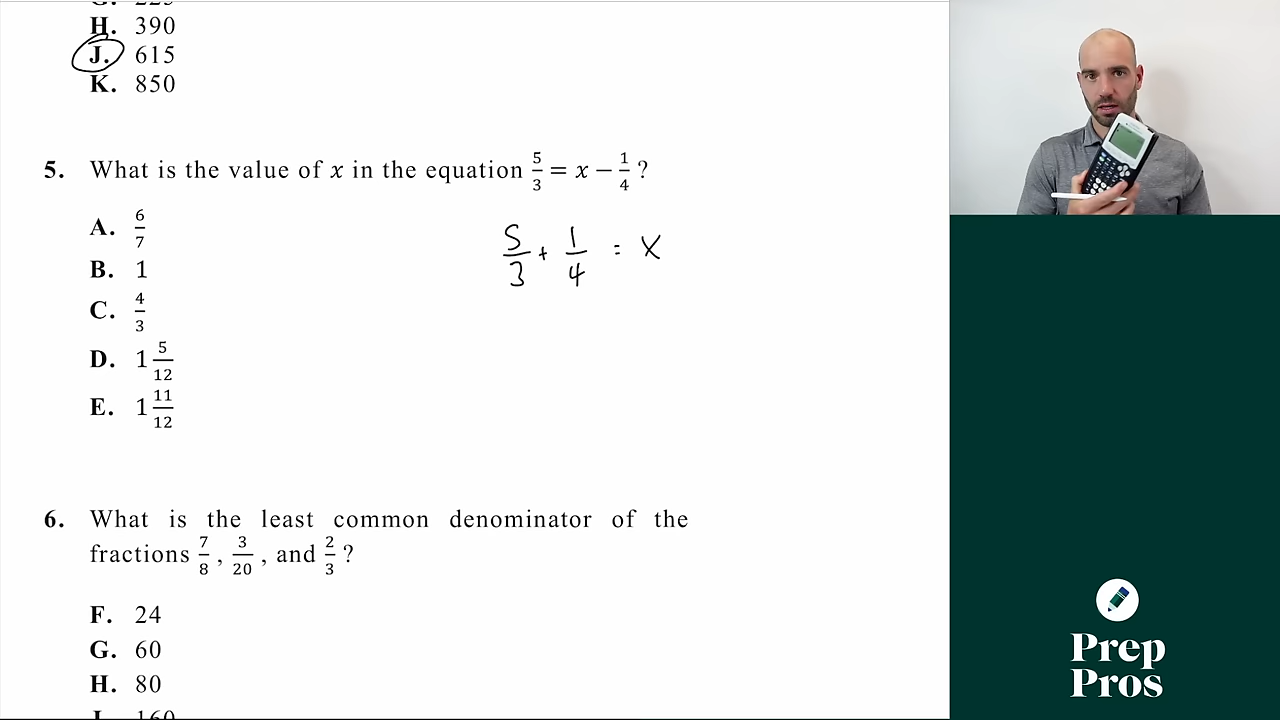 H. 390
J. 615
K. 850
5. What is the value of x in the equation 5/3 = x − 1/4 ?
A. 6/7
5/3 + 1/4 = x
B. 1
C. 4/3
D. 1 5/12
E. 1 11/12
6. What is the least common denominator of the
fractions 7/8 , 3/20 , and 2/3 ?
F. 24
G. 60
H. 80
Prep
Pros